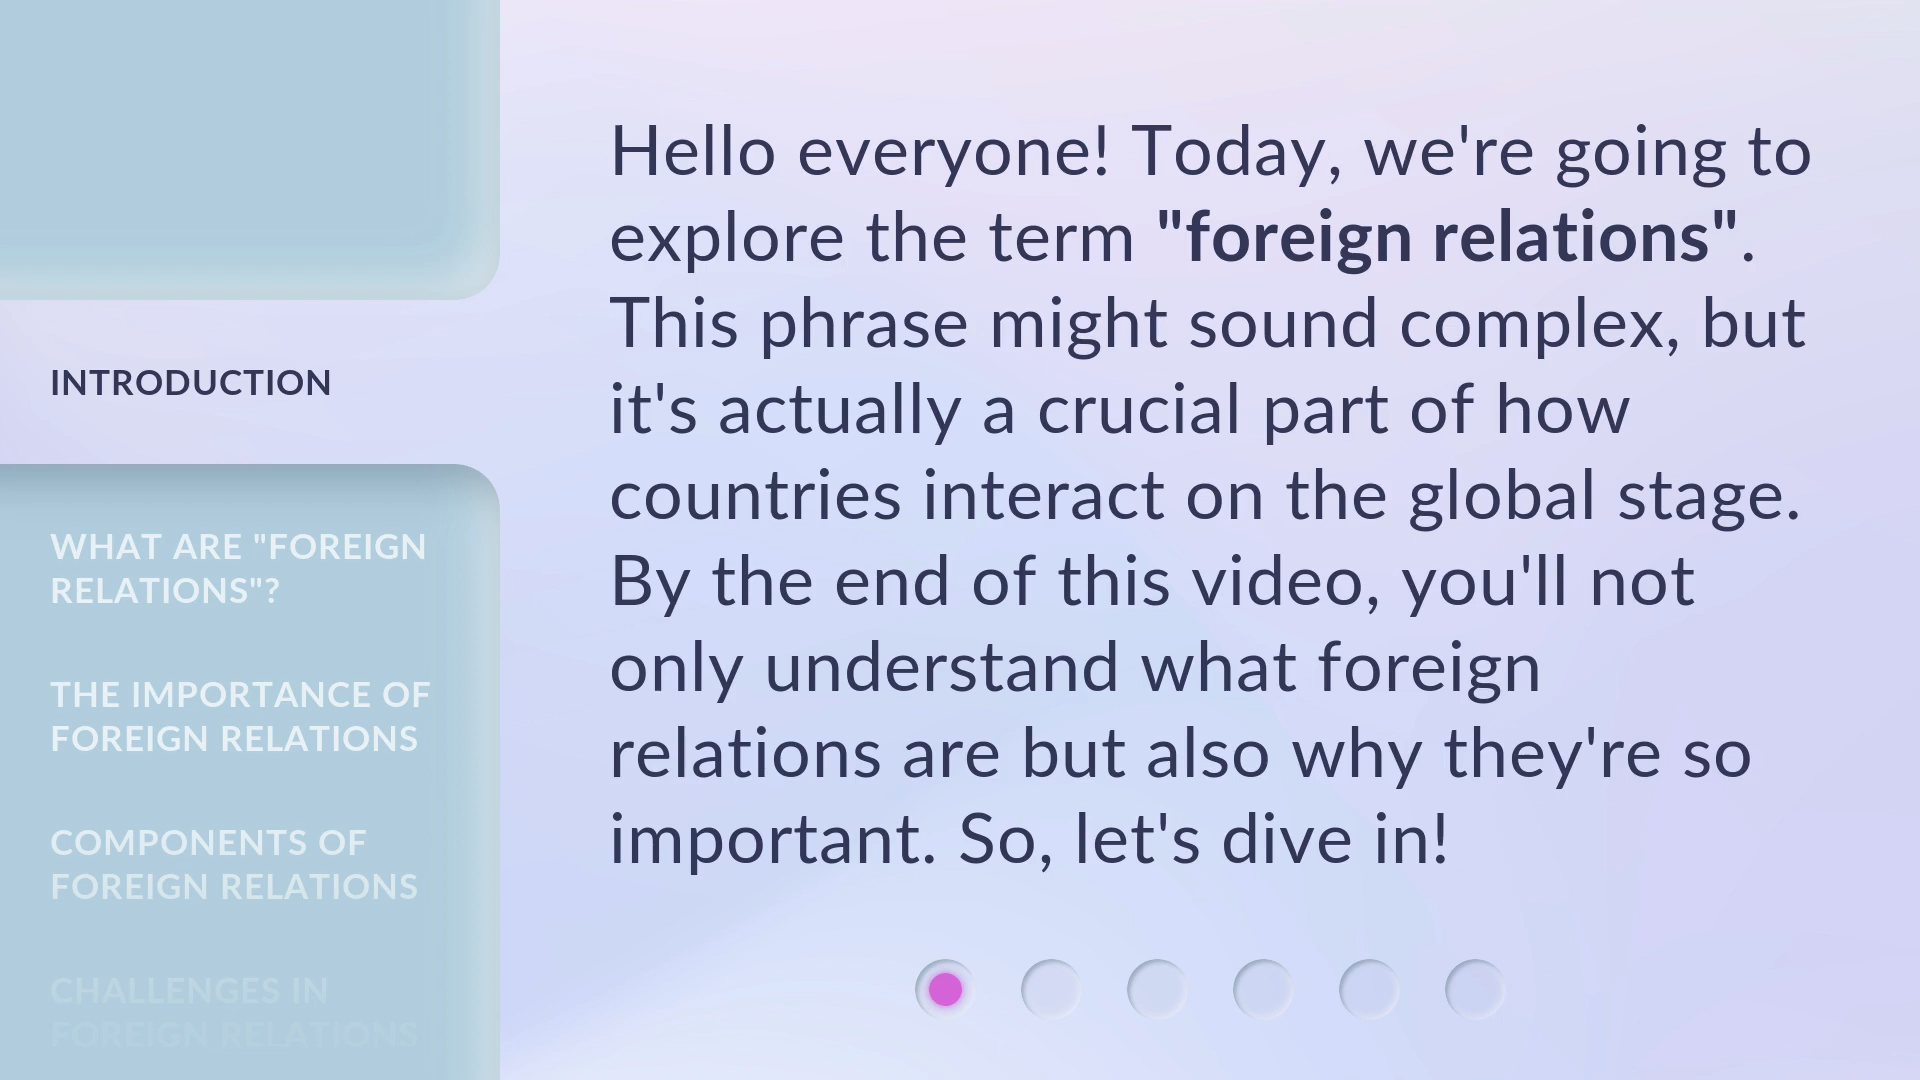 INTRODUCTION
WHAT ARE "FOREIGN
RELATIONS"?
THE IMPORTANCE OF
FOREIGN RELATIONS
COMPONENTS OF
FOREIGN RELATIONS
CHALLENGES IN
FOREIGN RELATIONS
Hello everyone! Today, we're going to
explore the term "foreign relations".
This phrase might sound complex, but
it's actually a crucial part of how
countries interact on the global stage.
By the end of this video, you'll not
only understand what foreign
relations are but also why they're so
important. So, let's dive in!